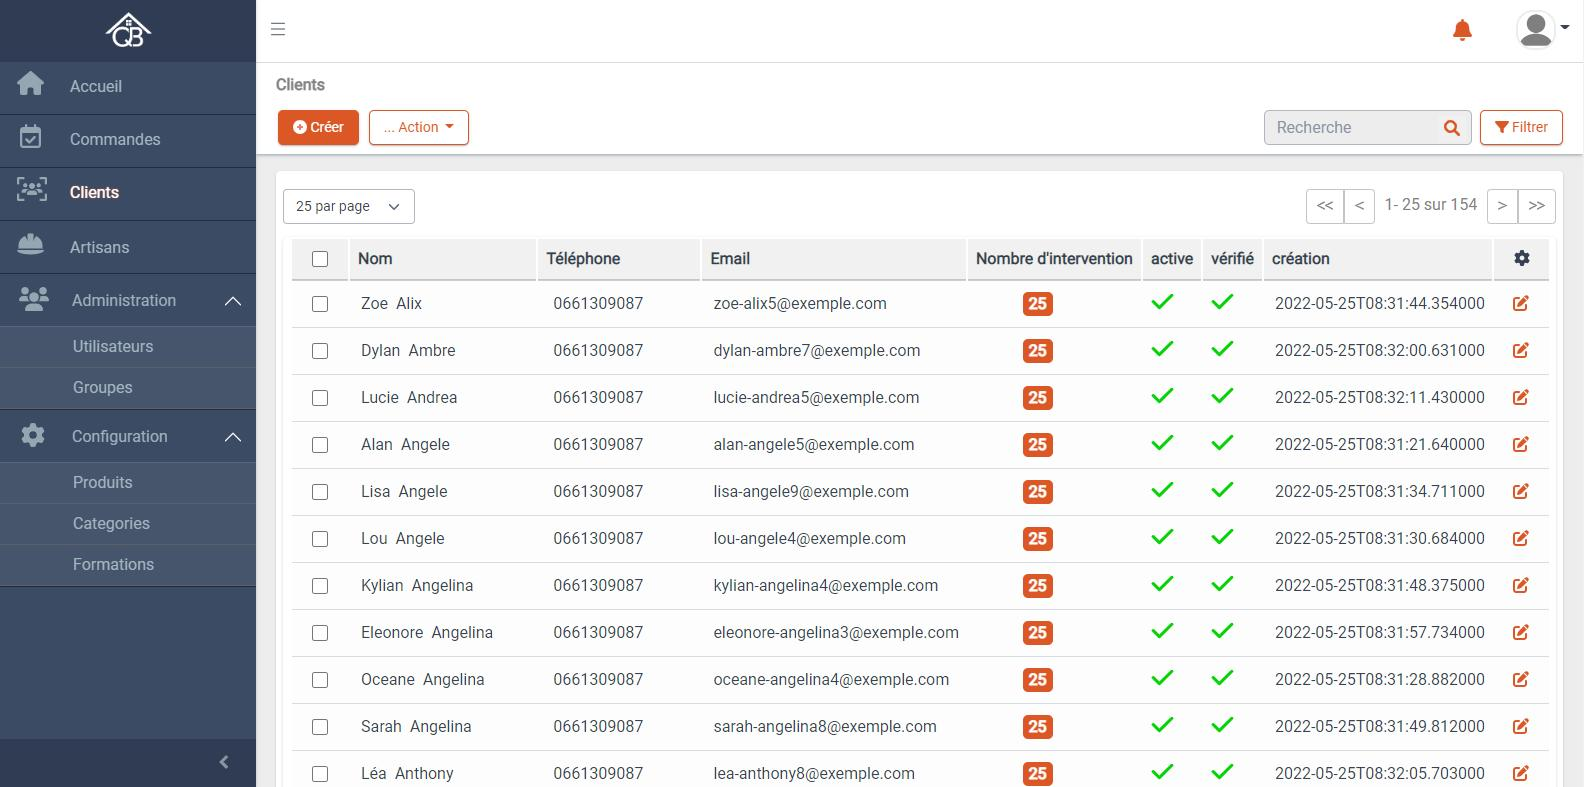 QB
Accueil
Commandes
Clients
Artisans
Administration
Utilisateurs
Groupes
Configuration
Produits
Categories
Formations
Clients
Créer ... Action Recherche Filtrer
25 par page << < 1- 25 sur 154 > >>
Nom Téléphone Email Nombre d'intervention active vérifié création
Zoe Alix 0661309087 zoe-alix5@exemple.com 25 2022-05-25T08:31:44.354000
Dylan Ambre 0661309087 dylan-ambre7@exemple.com 25 2022-05-25T08:32:00.631000
Lucie Andrea 0661309087 lucie-andrea5@exemple.com 25 2022-05-25T08:32:11.430000
Alan Angele 0661309087 alan-angele5@exemple.com 25 2022-05-25T08:31:21.640000
Lisa Angele 0661309087 lisa-angele9@exemple.com 25 2022-05-25T08:31:34.711000
Lou Angele 0661309087 lou-angele4@exemple.com 25 2022-05-25T08:31:30.684000
Kylian Angelina 0661309087 kylian-angelina4@exemple.com 25 2022-05-25T08:31:48.375000
Eleonore Angelina 0661309087 eleonore-angelina3@exemple.com 25 2022-05-25T08:31:57.734000
Oceane Angelina 0661309087 oceane-angelina4@exemple.com 25 2022-05-25T08:31:28.882000
Sarah Angelina 0661309087 sarah-angelina8@exemple.com 25 2022-05-25T08:31:49.812000
Léa Anthony 0661309087 lea-anthony8@exemple.com 25 2022-05-25T08:32:05.703000